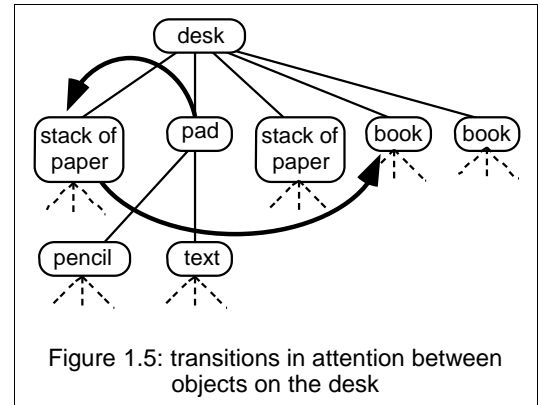 desk
stack of
paper
pad
stack of
paper
book
book
pencil
text
Figure 1.5: transitions in attention between
objects on the desk